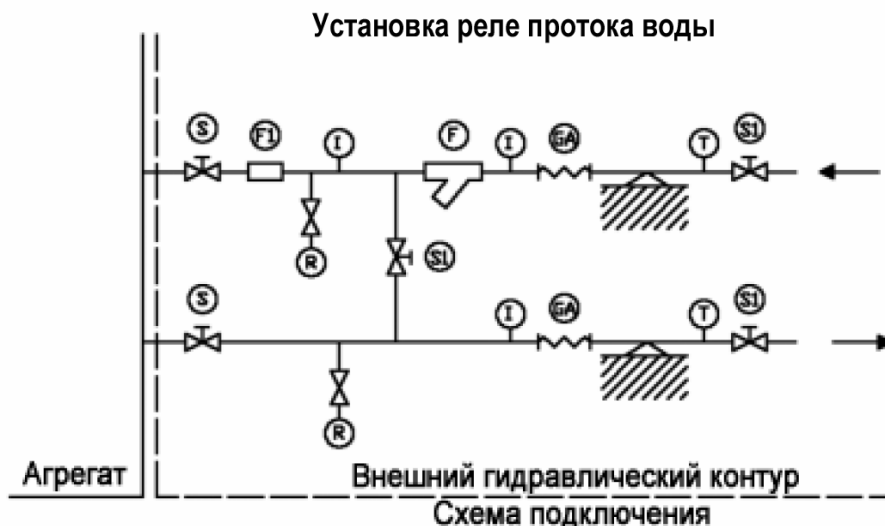 Установка реле протока воды
S F1 I F I GA T S1
R S1
S I GA T S1
R
Агрегат Внешний гидравлический контур
Схема подключения